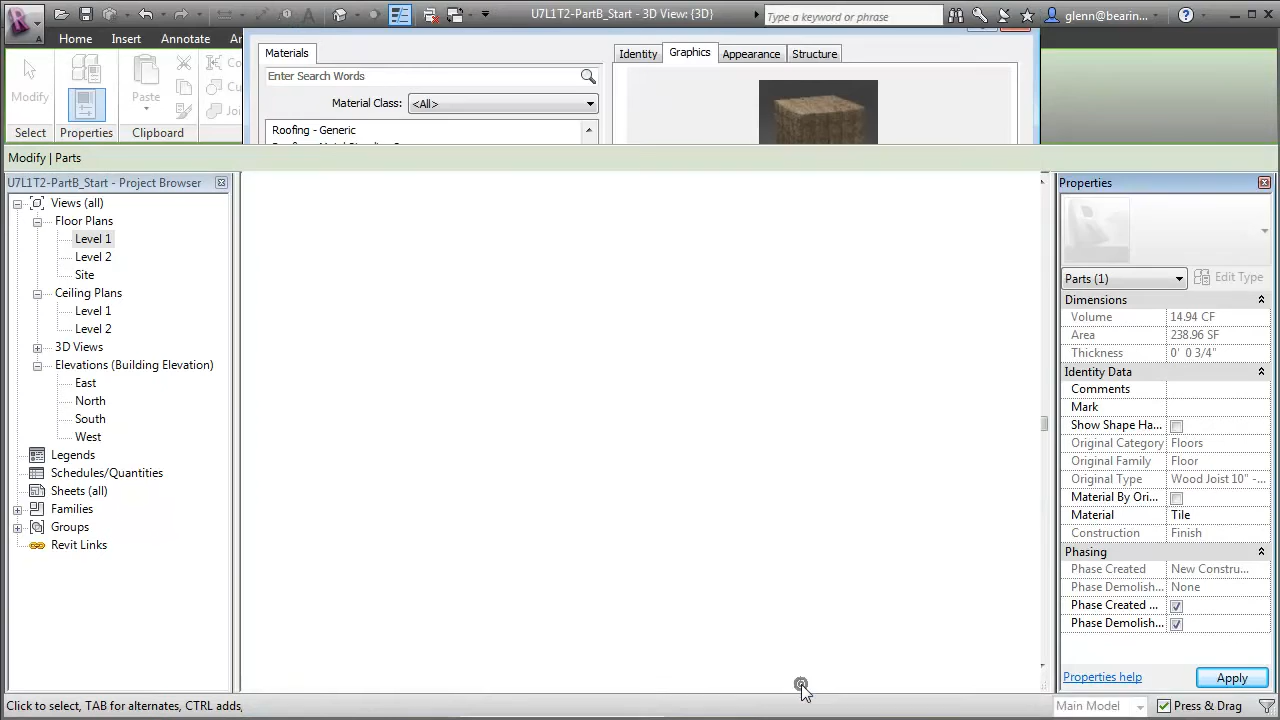 U7L1T2-PartB_Start - 3D View: {3D}
Type a keyword or phrase
glenn@bearin...
Home
Insert
Annotate
Modify
Paste
Select
Properties
Clipboard
Materials
Enter Search Words
Material Class:
<All>
Roofing - Generic
Identity
Graphics
Appearance
Structure
Modify | Parts
U7L1T2-PartB_Start - Project Browser
Views (all)
Floor Plans
Level 1
Level 2
Site
Ceiling Plans
Level 1
Level 2
3D Views
Elevations (Building Elevation)
East
North
South
West
Legends
Schedules/Quantities
Sheets (all)
Families
Groups
Revit Links
Properties
Parts (1)
Edit Type
Dimensions
Volume 14.94 CF
Area 238.96 SF
Thickness 0' 0 3/4"
Identity Data
Comments
Mark
Show Shape Ha...
Original Category Floors
Original Family Floor
Original Type Wood Joist 10" -...
Material By Ori...
Material Tile
Construction Finish
Phasing
Phase Created New Constru...
Phase Demolish... None
Phase Created ...
Phase Demolish...
Properties help
Apply
Click to select, TAB for alternates, CTRL adds,
Main Model
Press & Drag